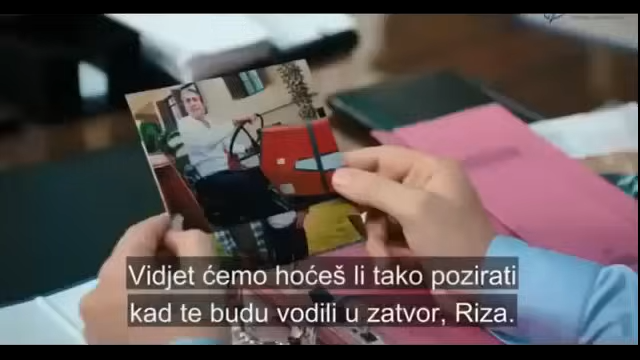 Vidjet ćemo hoćeš li tako pozirati
kad te budu vodili u zatvor, Riza.